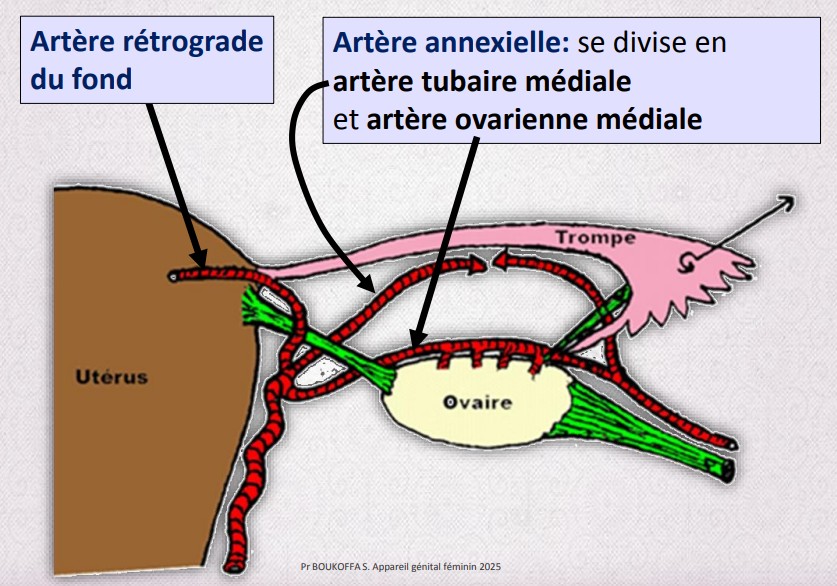 Artère rétrograde
du fond
Artère annexielle: se divise en
artère tubaire médiale
et artère ovarienne médiale
Trompe
Utérus
Ovaire
Pr BOUKOFFA S. Appareil génital féminin 2025